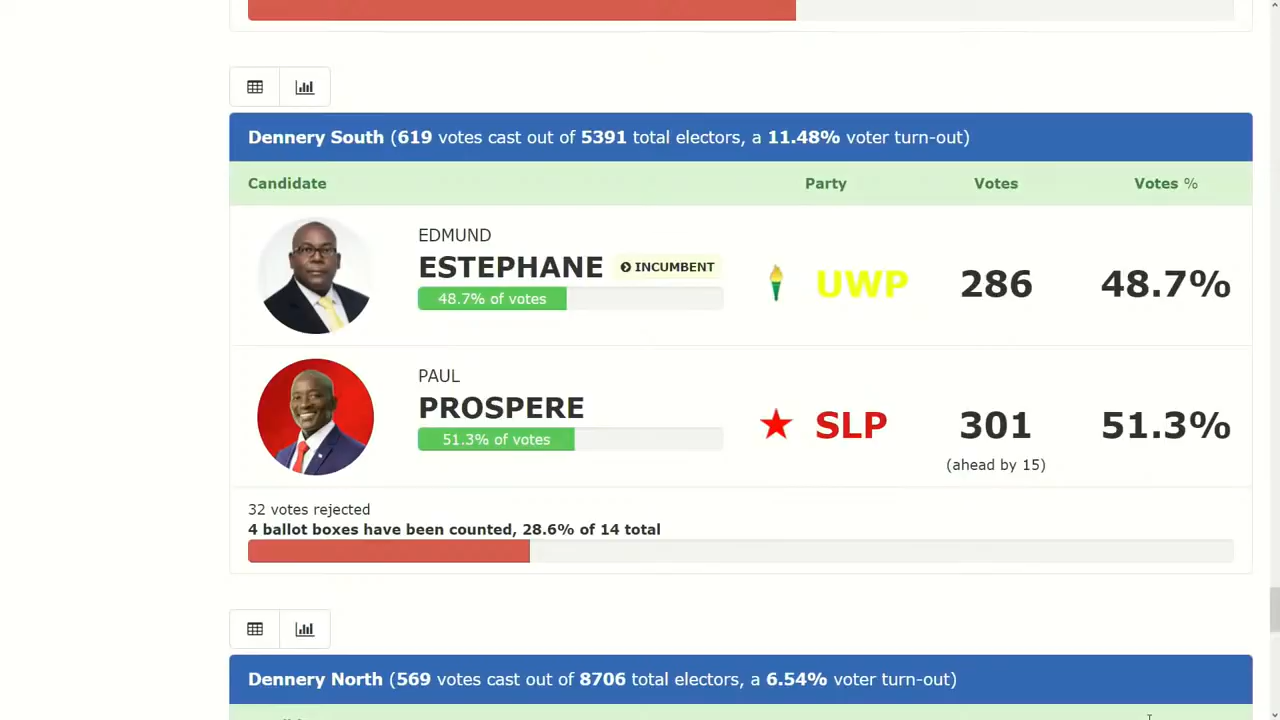 Dennery South (619 votes cast out of 5391 total electors, a 11.48% voter turn-out)
Candidate Party Votes Votes %
EDMUND
ESTEPHANE INCUMBENT
48.7% of votes
UWP 286 48.7%
PAUL
PROSPERE
51.3% of votes
SLP 301 51.3%
(ahead by 15)
32 votes rejected
4 ballot boxes have been counted, 28.6% of 14 total
Dennery North (569 votes cast out of 8706 total electors, a 6.54% voter turn-out)